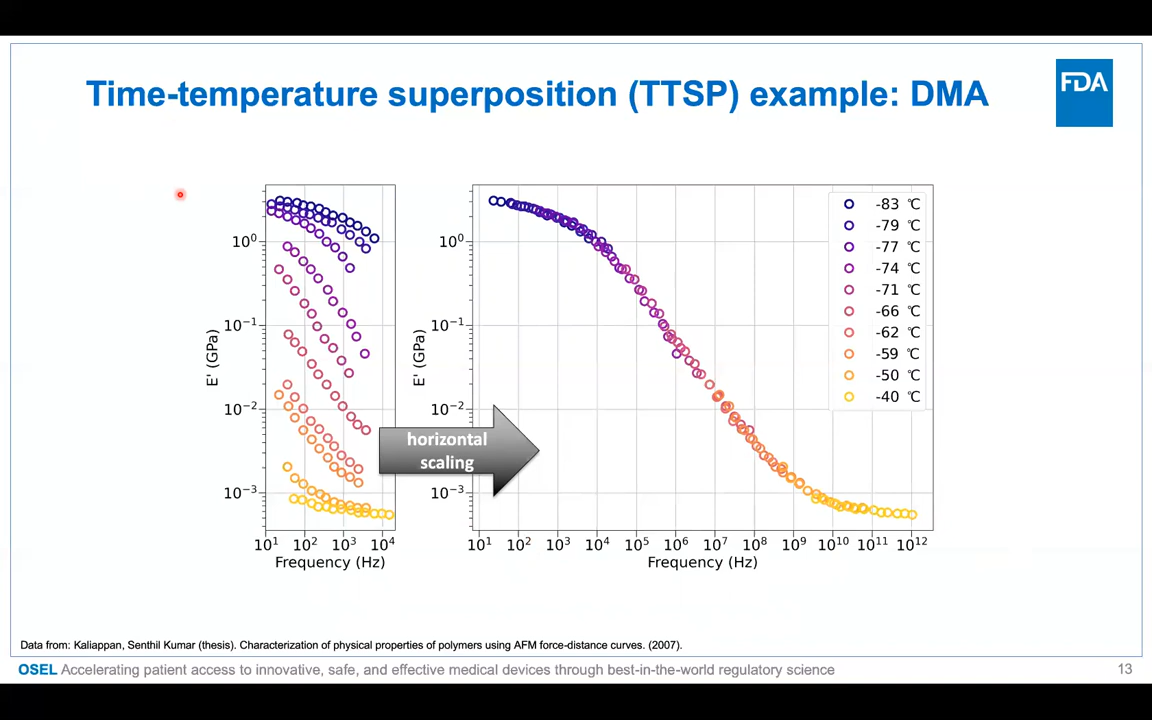 Time-temperature superposition (TTSP) example: DMA
FDA
10⁰
10⁻¹
10⁻²
10⁻³
E' (GPa)
10¹ 10² 10³ 10⁴
Frequency (Hz)
horizontal
scaling
10⁰
10⁻¹
10⁻²
10⁻³
E' (GPa)
10¹ 10² 10³ 10⁴ 10⁵ 10⁶ 10⁷ 10⁸ 10⁹ 10¹⁰ 10¹¹ 10¹²
Frequency (Hz)
-83 ℃
-79 ℃
-77 ℃
-74 ℃
-71 ℃
-66 ℃
-62 ℃
-59 ℃
-50 ℃
-40 ℃
Data from: Kaliappan, Senthil Kumar (thesis). Characterization of physical properties of polymers using AFM force-distance curves. (2007).
OSEL Accelerating patient access to innovative, safe, and effective medical devices through best-in-the-world regulatory science
13